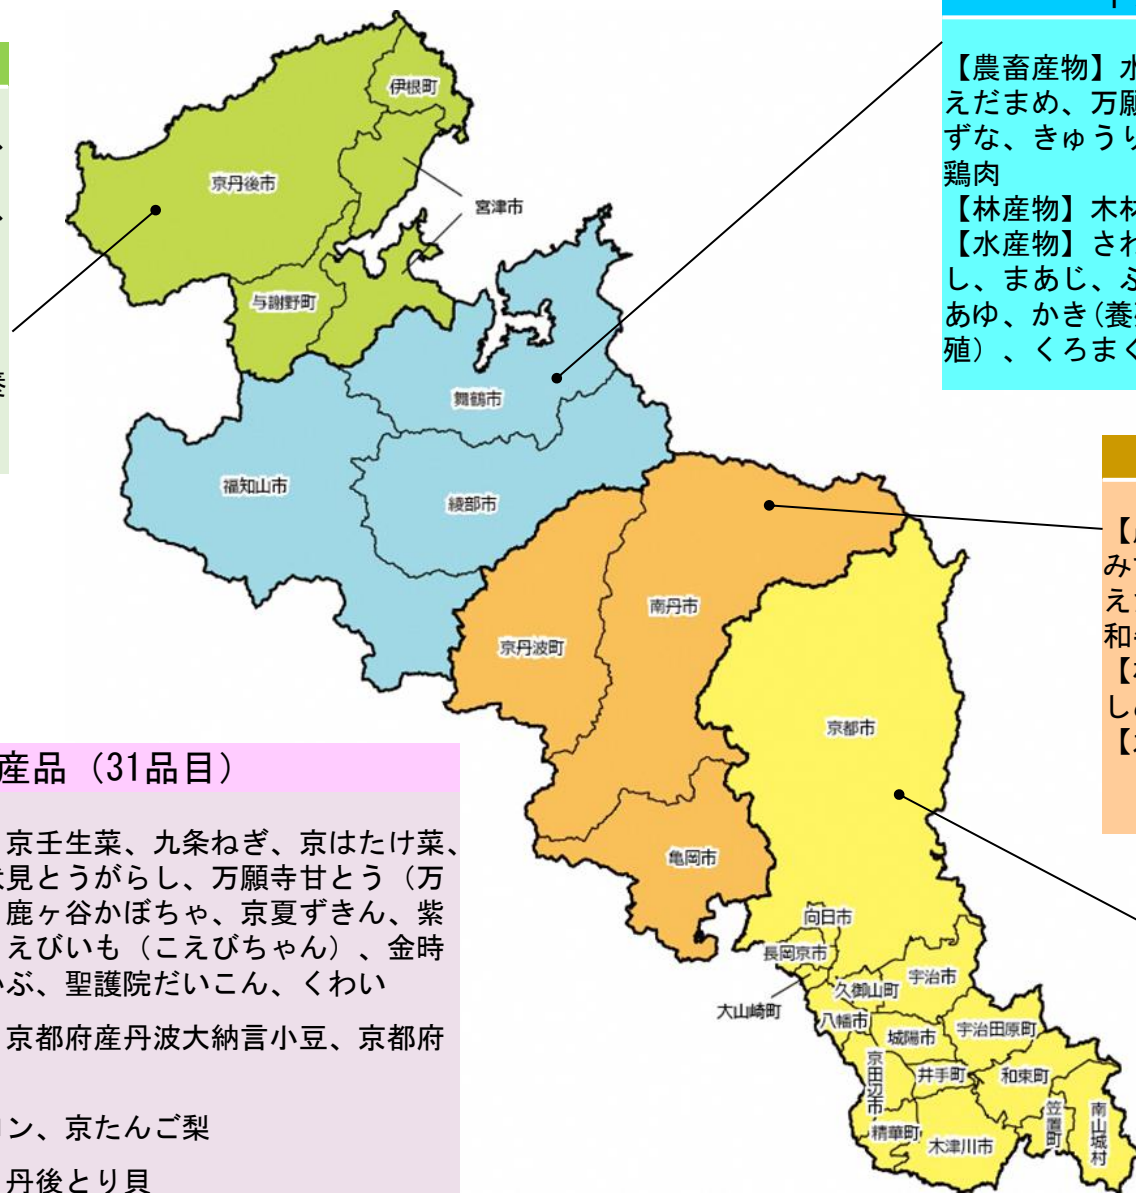 【農畜産物】水
えだまめ、万願
ずな、きゅうり
鶏肉
【林産物】木材
【水産物】さわ
し、まあじ、ぶ
あゆ、かき(養
殖）、くろまぐ
伊根町
京丹後市
宮津市
与謝野町
舞鶴市
福知山市
綾部市
南丹市
京丹波町
京都市
亀岡市
向日市
長岡京市
大山崎町
久御山町
宇治市
八幡市
城陽市
宇治田原町
京田辺市
井手町
和束町
笠置町
南山城村
精華町
木津川市
みず
和
産品（31品目）
京壬生菜、九条ねぎ、京はたけ菜、
見とうがらし、万願寺甘とう（万
鹿ヶ谷かぼちゃ、京夏ずきん、紫
えびいも（こえびちゃん）、金時
ぶ、聖護院だいこん、くわい
京都府産丹波大納言小豆、京都府
ン、京たんご梨
丹後とり貝